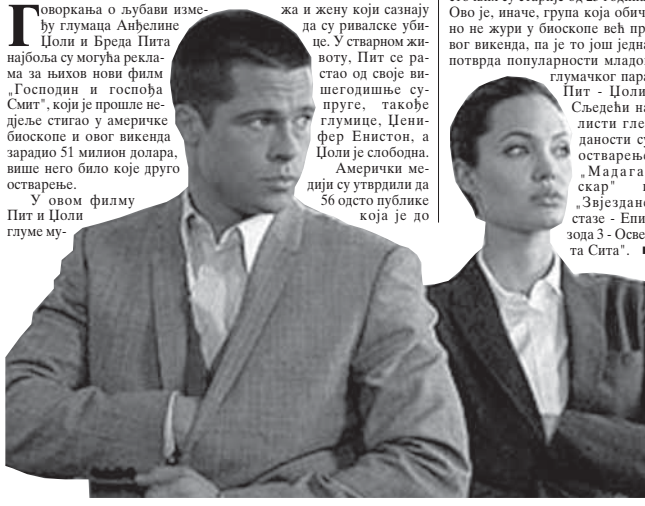 Говоркања о љубави изме-
ђу глумаца Анђелине
Џоли и Бреда Пита
најбоља су могућа рекла-
ма за њихов нови филм
„Господин и госпођа
Смит", који је прошле не-
дјеље стигао у америчке
биоскопе и овог викенда
зарадио 51 милион долара,
више него било које друго
остварење.
У овом филму
Пит и Џоли
глуме му-
жа и жену који сазнају
да су ривалске уби-
це. У стварном жи-
воту, Пит се ра-
стао од своје ви-
шегодишње су-
пруге, такође
глумице, Џени-
фер Енистон, а
Џоли је слободна.
Амерички ме-
дији су утврдили да
56 одсто публике
која је до
Ово је, иначе, група која обич-
но не жури у биоскопе већ пр-
вог викенда, па је то још једна
потврда популарности младог
глумачког пара
Пит - Џоли.
Сљедећи на
листи гле-
даности су
остварење
„Мадага-
скар" и
„Звјездане
стазе - Епи-
зода 3 - Осве-
та Сита".